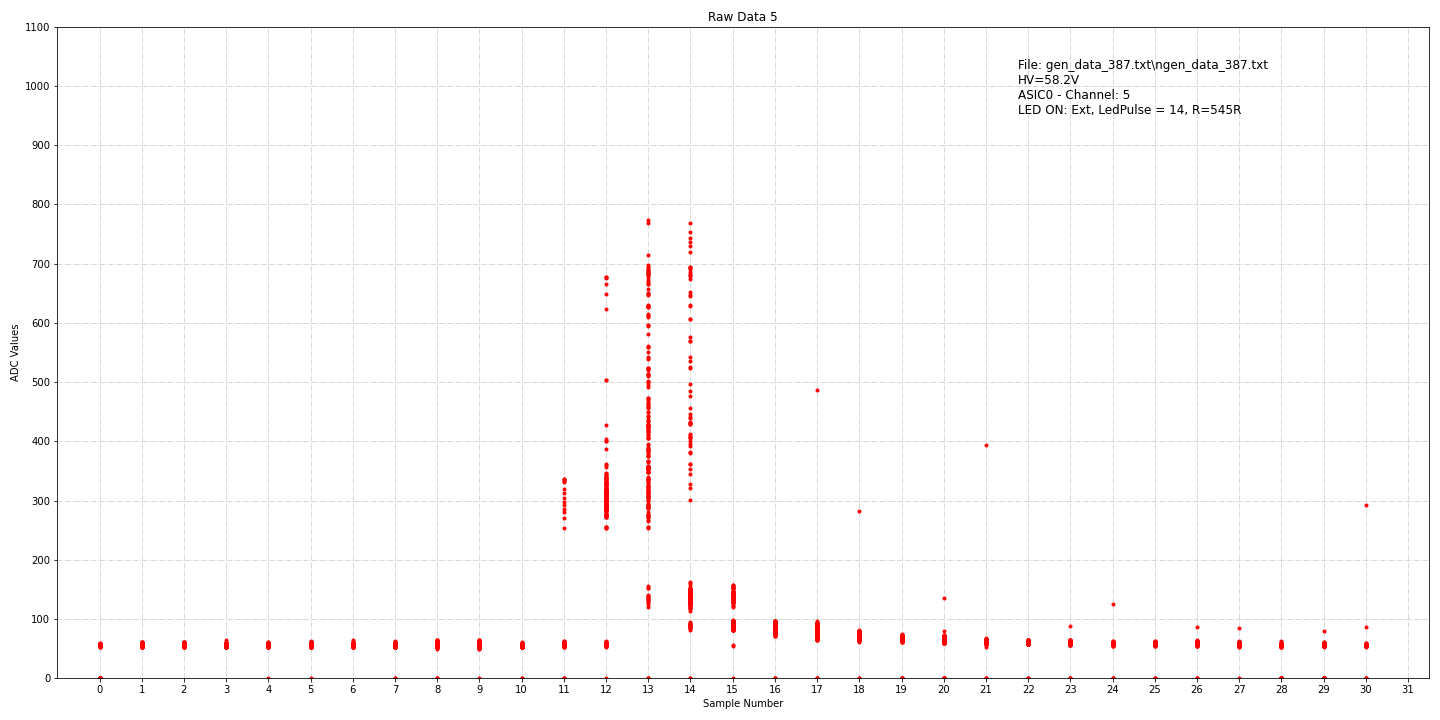 Raw Data 5
1100
1000
900
800
700
600
500
400
300
200
100
0
ADC Values
File: gen_data_387.txt\ngen_data_387.txt
HV=58.2V
ASIC0 - Channel: 5
LED ON: Ext, LedPulse = 14, R=545R
0 1 2 3 4 5 6 7 8 9 10 11 12 13 14 15 16 17 18 19 20 21 22 23 24 25 26 27 28 29 30 31
Sample Number